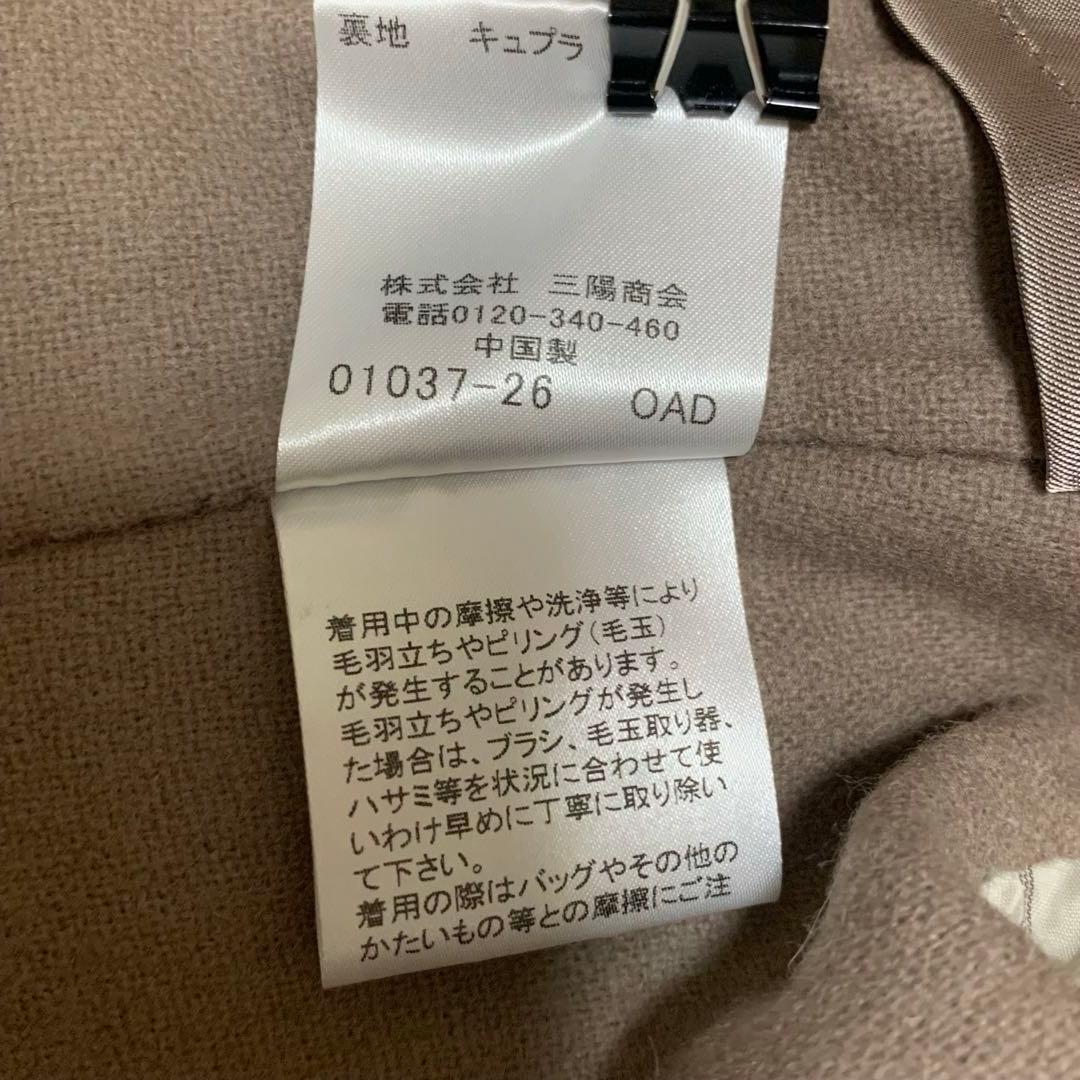 裏地　キュプラ
株式会社　三陽商会
電話0120-340-460
中国製
01037-26　OAD
着用中の摩擦や洗浄等により
毛羽立ちやピリング(毛玉)
が発生することがあります。
毛羽立ちやピリングが発生し
た場合は、ブラシ、毛玉取り器、
ハサミ等を状況に合わせて使
いわけ早めに丁寧に取り除い
て下さい。
着用の際はバッグやその他の
かたいもの等との摩擦にご注